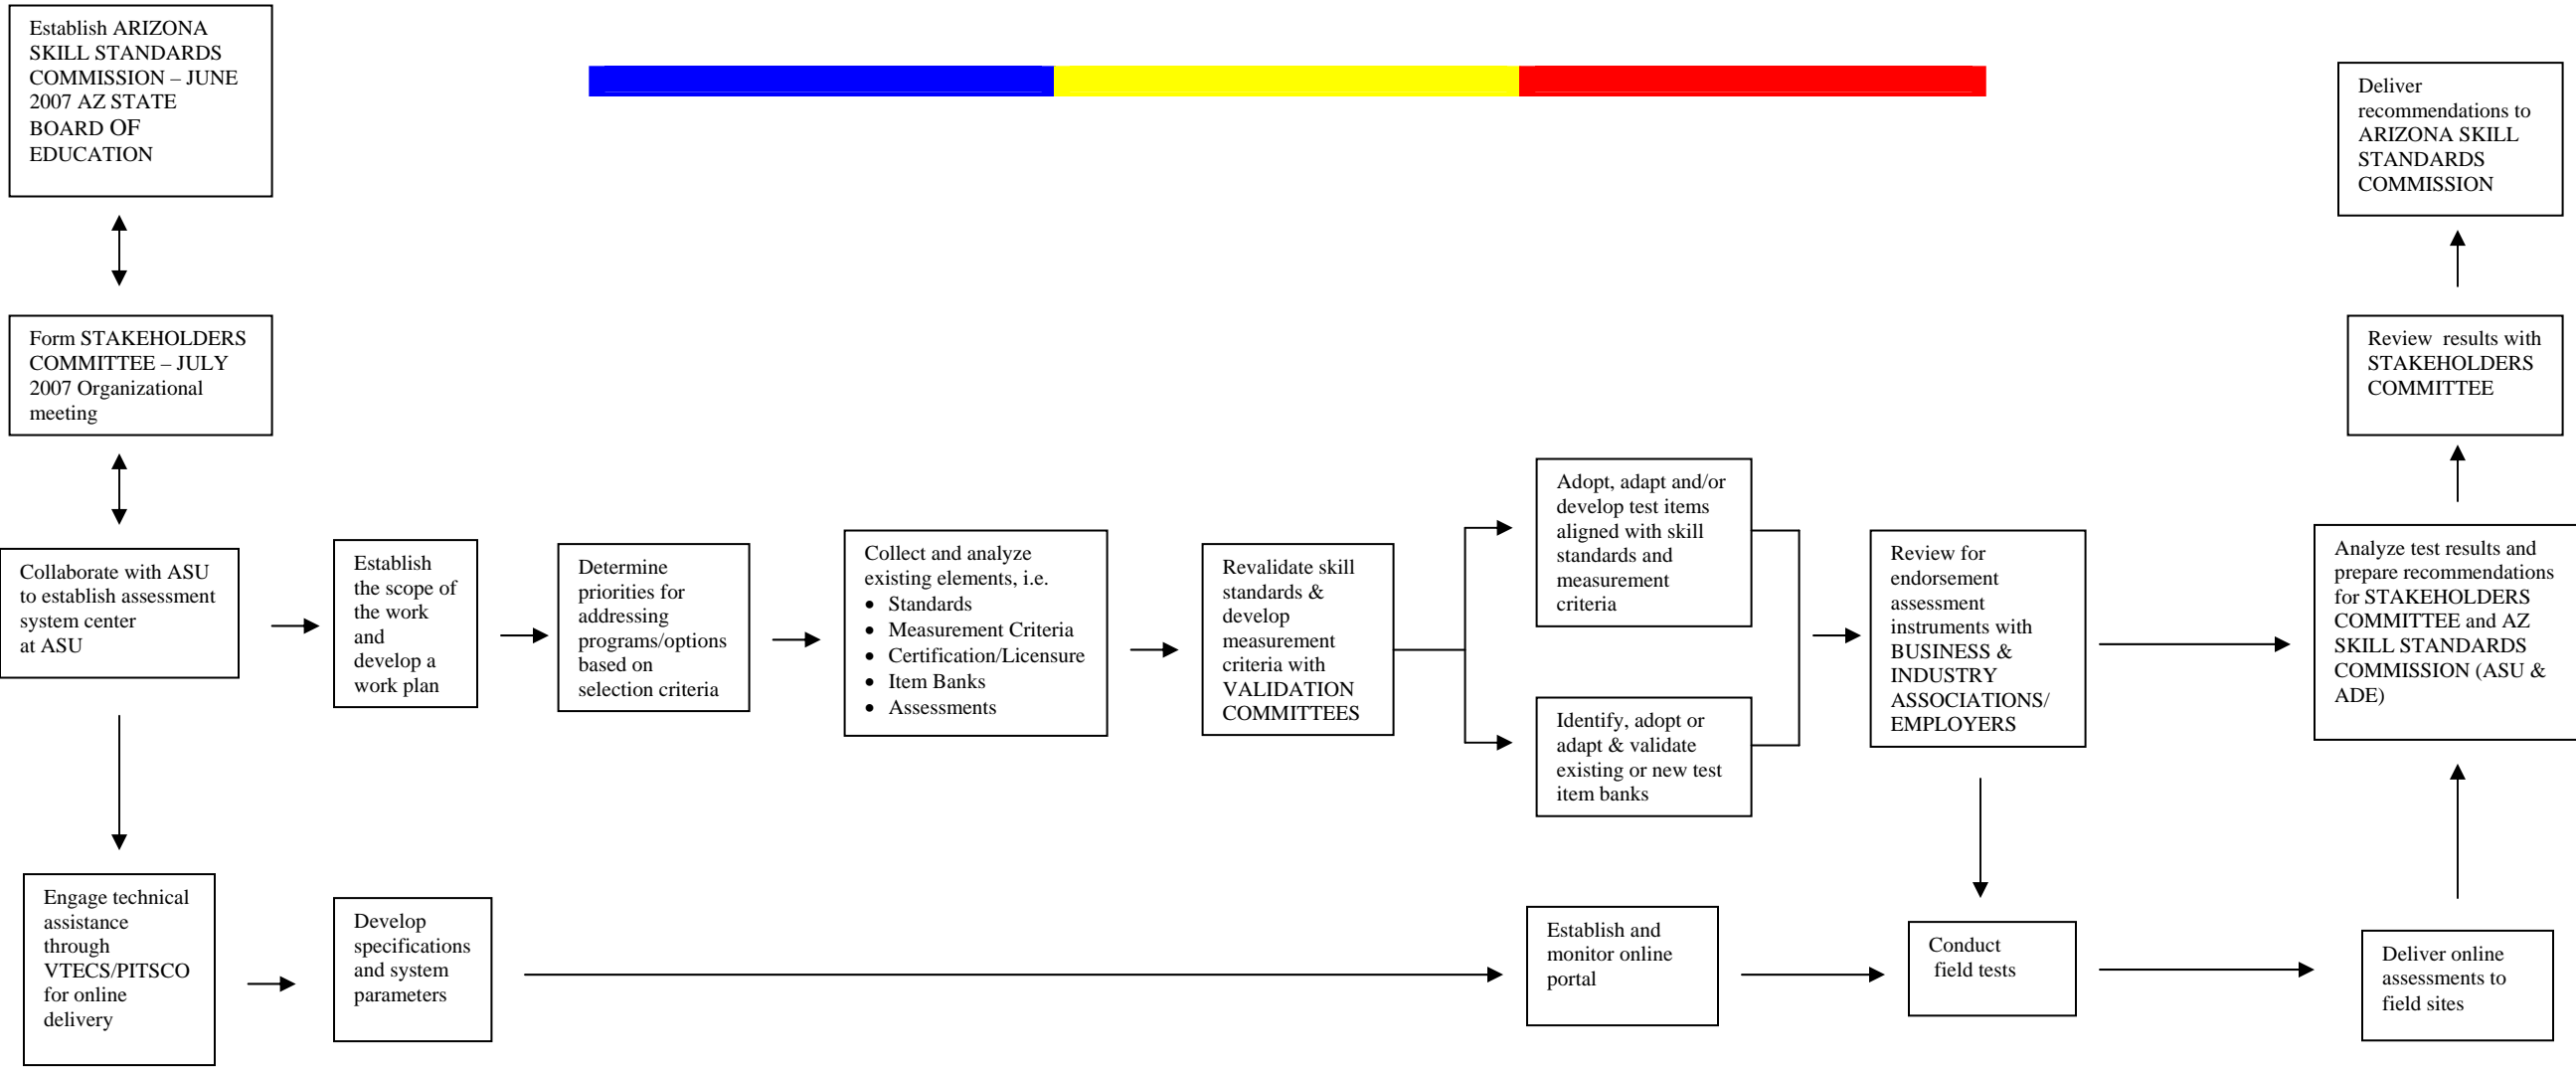 Establish ARIZONA
SKILL STANDARDS
COMMISSION – JUNE
2007 AZ STATE
BOARD OF
EDUCATION
Form STAKEHOLDERS
COMMITTEE – JULY
2007 Organizational
meeting
Collaborate with ASU
to establish assessment
system center
at ASU
Establish
the scope of
the work
and
develop a
work plan
Determine
priorities for
addressing
programs/options
based on
selection criteria
Collect and analyze
existing elements, i.e.
• Standards
• Measurement Criteria
• Certification/Licensure
• Item Banks
• Assessments
Revalidate skill
standards &
develop
measurement
criteria with
VALIDATION
COMMITTEES
Adopt, adapt and/or
develop test items
aligned with skill
standards and
measurement
criteria
Identify, adopt or
adapt & validate
existing or new test
item banks
Review for
endorsement
assessment
instruments with
BUSINESS &
INDUSTRY
ASSOCIATIONS/
EMPLOYERS
Analyze test results and
prepare recommendations
for STAKEHOLDERS
COMMITTEE and AZ
SKILL STANDARDS
COMMISSION (ASU &
ADE)
Review results with
STAKEHOLDERS
COMMITTEE
Deliver
recommendations to
ARIZONA SKILL
STANDARDS
COMMISSION
Engage technical
assistance
through
VTECS/PITSCO
for online
delivery
Develop
specifications
and system
parameters
Establish and
monitor online
portal
Conduct
field tests
Deliver online
assessments to
field sites